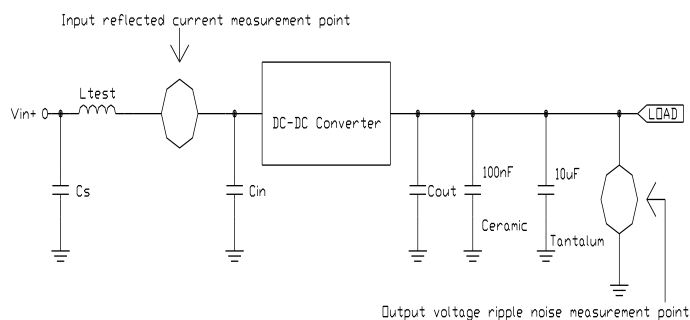 Input reflected current measurement point
Ltest
Vin+
DC-DC Converter
LOAD
Cs
Cin
Cout
100nF
10uF
Ceramic
Tantalum
Output voltage ripple noise measurement point